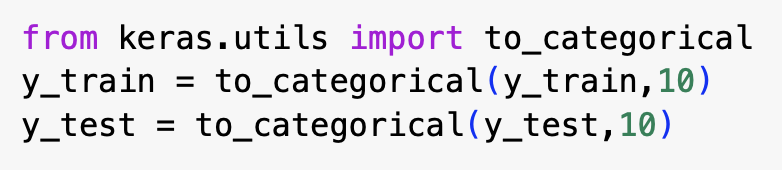 from keras.utils import to_categorical
y_train = to_categorical(y_train,10)
y_test = to_categorical(y_test,10)